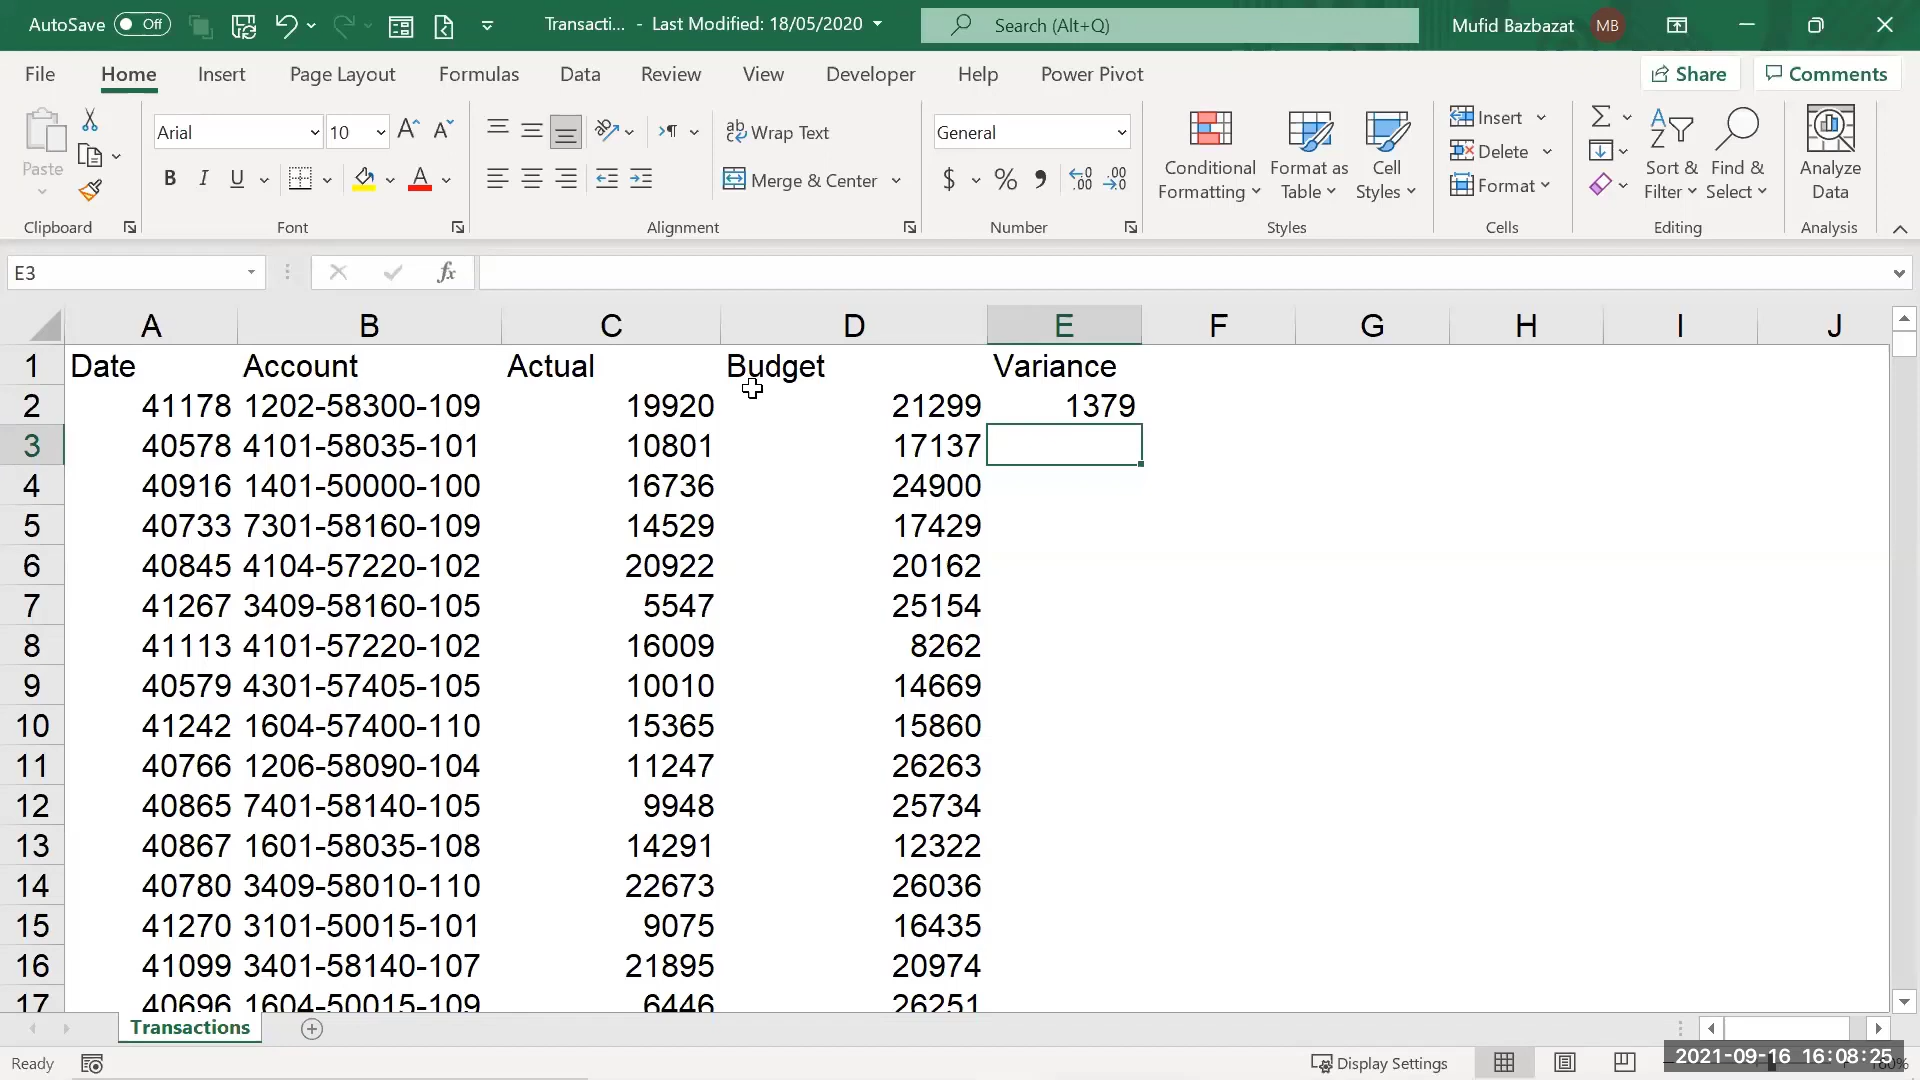 AutoSave Off Transacti... - Last Modified: 18/05/2020 Search (Alt+Q) Mufid Bazbazat MB
File Home Insert Page Layout Formulas Data Review View Developer Help Power Pivot Share Comments
Paste
Arial 10
B I U
ab Wrap Text
Merge & Center
General
$ % 9
Conditional Formatting
Format as Table
Cell Styles
Insert
Delete
Format
Sort & Filter
Find & Select
Analyze Data
Clipboard Font Alignment Number Styles Cells Editing Analysis
E3 fx
A B C D E F G H I J
1 Date Account Actual Budget Variance
2 41178 1202-58300-109 19920 21299 1379
3 40578 4101-58035-101 10801 17137
4 40916 1401-50000-100 16736 24900
5 40733 7301-58160-109 14529 17429
6 40845 4104-57220-102 20922 20162
7 41267 3409-58160-105 5547 25154
8 41113 4101-57220-102 16009 8262
9 40579 4301-57405-105 10010 14669
10 41242 1604-57400-110 15365 15860
11 40766 1206-58090-104 11247 26263
12 40865 7401-58140-105 9948 25734
13 40867 1601-58035-108 14291 12322
14 40780 3409-58010-110 22673 26036
15 41270 3101-50015-101 9075 16435
16 41099 3401-58140-107 21895 20974
17 40696 1604-50015-109 6446 26251
Transactions
Ready Display Settings 2021-09-16 16:08:25